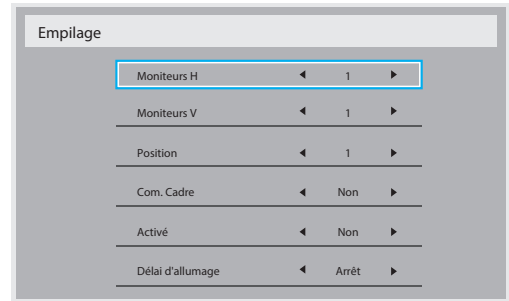 Empilage
Moniteurs H 1
Moniteurs V 1
Position 1
Com. Cadre Non
Activé Non
Délai d'allumage Arrêt